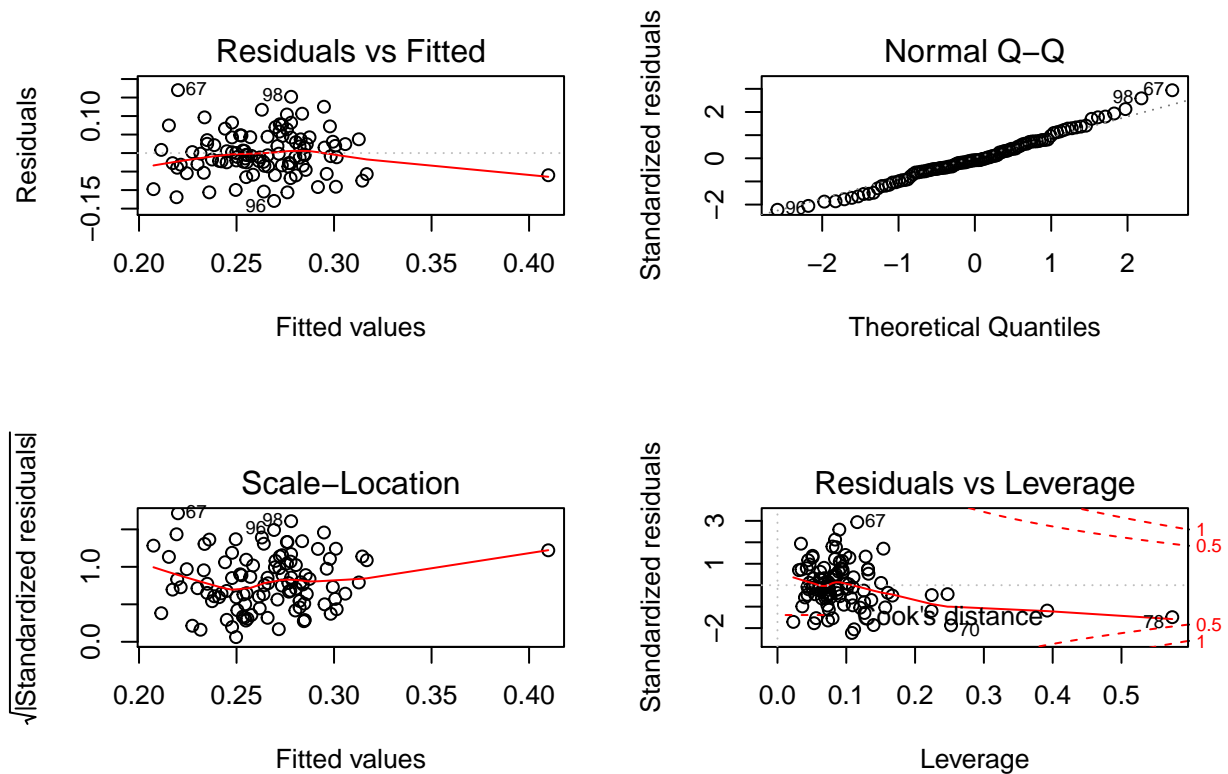 Residuals vs Fitted
Residuals
0.10
−0.15
67
98
96
0.20 0.25 0.30 0.35 0.40
Fitted values
Normal Q−Q
Standardized residuals
2
0
−2
98
67
96
−2 −1 0 1 2
Theoretical Quantiles
Scale−Location
√|Standardized residuals|
1.0
0.0
67
98
96
0.20 0.25 0.30 0.35 0.40
Fitted values
Residuals vs Leverage
Standardized residuals
3
1
−2
67
ook's distance
70
78
1
0.5
0.5
1
0.0 0.1 0.2 0.3 0.4 0.5
Leverage